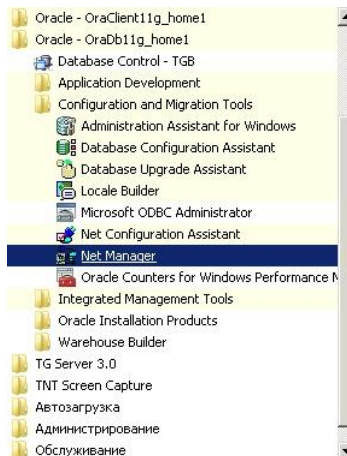 Oracle - OraClient11g_home1
Oracle - OraDb11g_home1
Database Control - TGB
Application Development
Configuration and Migration Tools
Administration Assistant for Windows
Database Configuration Assistant
Database Upgrade Assistant
Locale Builder
Microsoft ODBC Administrator
Net Configuration Assistant
Net Manager
Oracle Counters for Windows Performance M
Integrated Management Tools
Oracle Installation Products
Warehouse Builder
TG Server 3.0
TNT Screen Capture
Автозагрузка
Администрирование
Обслуживание